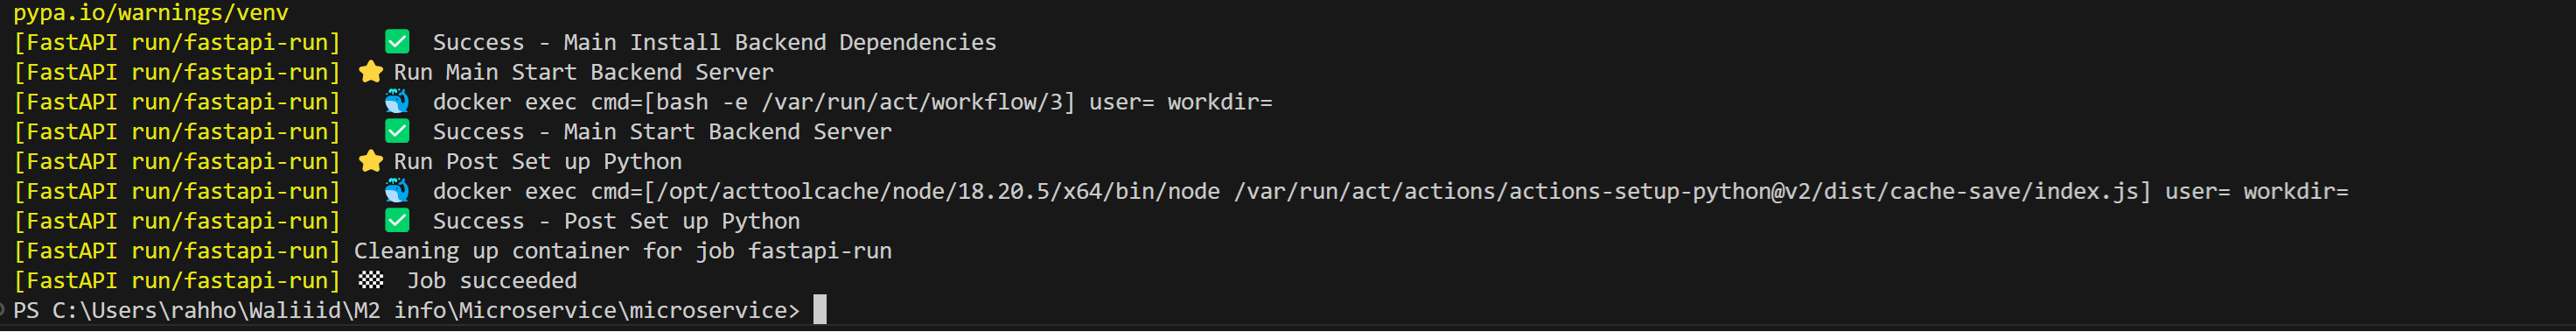 pypa.io/warnings/venv
[FastAPI run/fastapi-run]   ✅  Success - Main Install Backend Dependencies
[FastAPI run/fastapi-run] ⭐ Run Main Start Backend Server
[FastAPI run/fastapi-run]   🐳  docker exec cmd=[bash -e /var/run/act/workflow/3] user= workdir=
[FastAPI run/fastapi-run]   ✅  Success - Main Start Backend Server
[FastAPI run/fastapi-run] ⭐ Run Post Set up Python
[FastAPI run/fastapi-run]   🐳  docker exec cmd=[/opt/acttoolcache/node/18.20.5/x64/bin/node /var/run/act/actions/actions-setup-python@v2/dist/cache-save/index.js] user= workdir=
[FastAPI run/fastapi-run]   ✅  Success - Post Set up Python
[FastAPI run/fastapi-run] Cleaning up container for job fastapi-run
[FastAPI run/fastapi-run] 🏁  Job succeeded
PS C:\Users\rahho\Waliiid\M2 info\Microservice\microservice>